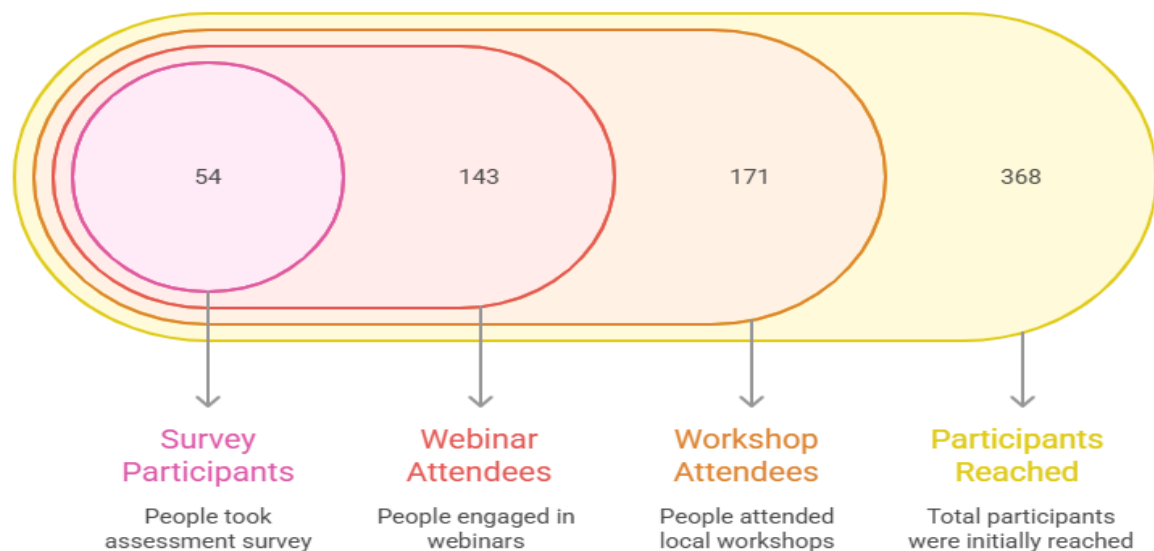 54
143
171
368
Survey
Participants
People took
assessment survey
Webinar
Attendees
People engaged in
webinars
Workshop
Attendees
People attended
local workshops
Participants
Reached
Total participants
were initially reached